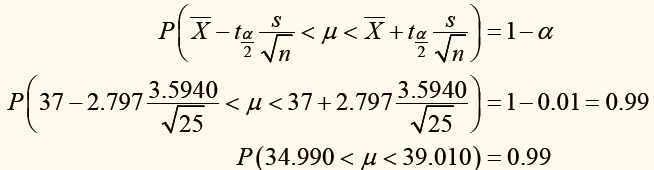 P(X̄ − t_{α/2} s/√n < μ < X̄ + t_{α/2} s/√n) = 1 − α
P(37 − 2.797 3.5940/√25 < μ < 37 + 2.797 3.5940/√25) = 1 − 0.01 = 0.99
P(34.990 < μ < 39.010) = 0.99